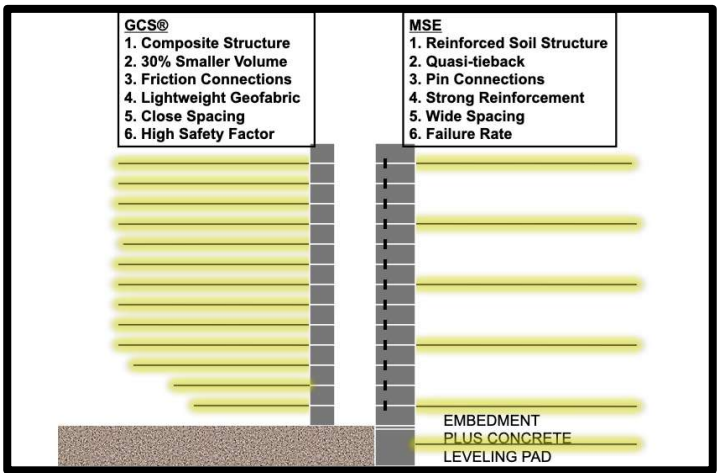 GCS®
1. Composite Structure
2. 30% Smaller Volume
3. Friction Connections
4. Lightweight Geofabric
5. Close Spacing
6. High Safety Factor
MSE
1. Reinforced Soil Structure
2. Quasi-tieback
3. Pin Connections
4. Strong Reinforcement
5. Wide Spacing
6. Failure Rate
EMBEDMENT
PLUS CONCRETE
LEVELING PAD